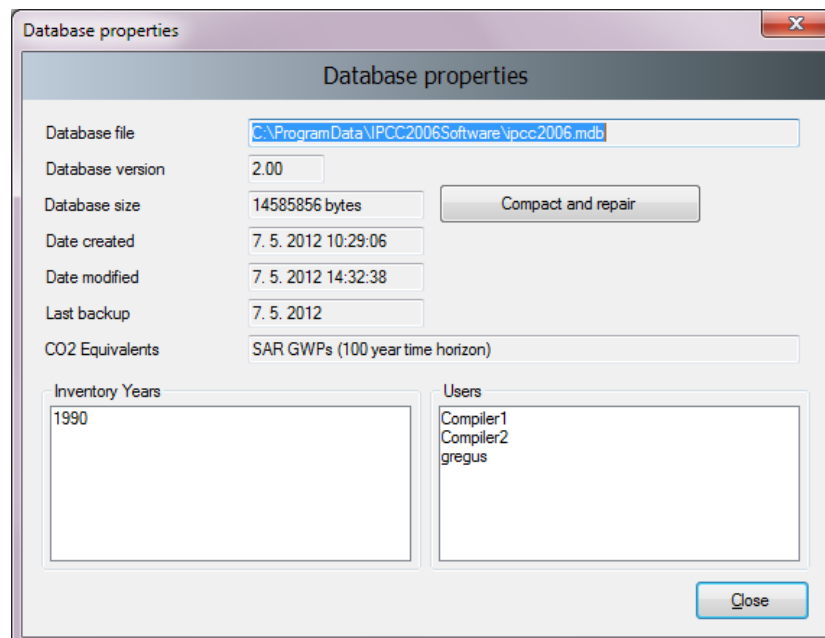 Database properties
Database properties
Database file C:\ProgramData\IPCC2006Software\ipcc2006.mdb
Database version 2.00
Database size 14585856 bytes Compact and repair
Date created 7. 5. 2012 10:29:06
Date modified 7. 5. 2012 14:32:38
Last backup 7. 5. 2012
CO2 Equivalents SAR GWPs (100 year time horizon)
Inventory Years
1990
Users
Compiler1
Compiler2
gregus
Close